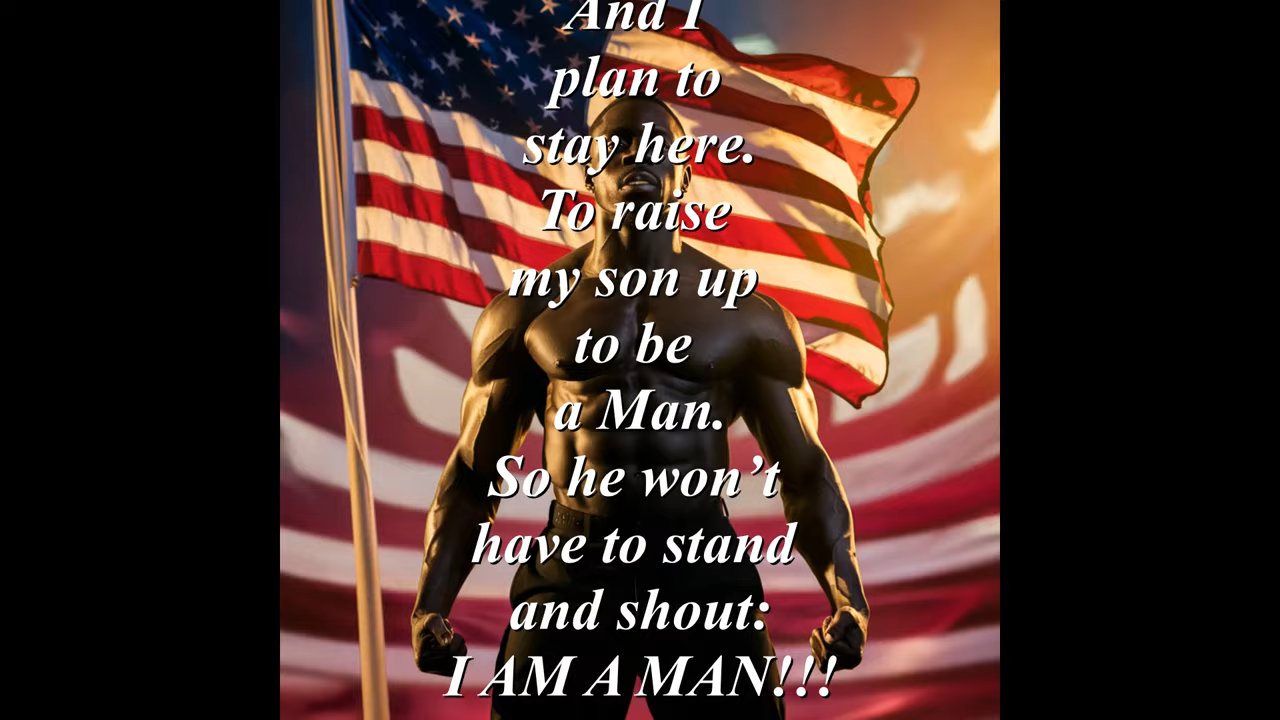 And I
plan to
stay here.
To raise
my son up
to be
a Man.
So he won’t
have to stand
and shout:
I AM A MAN!!!